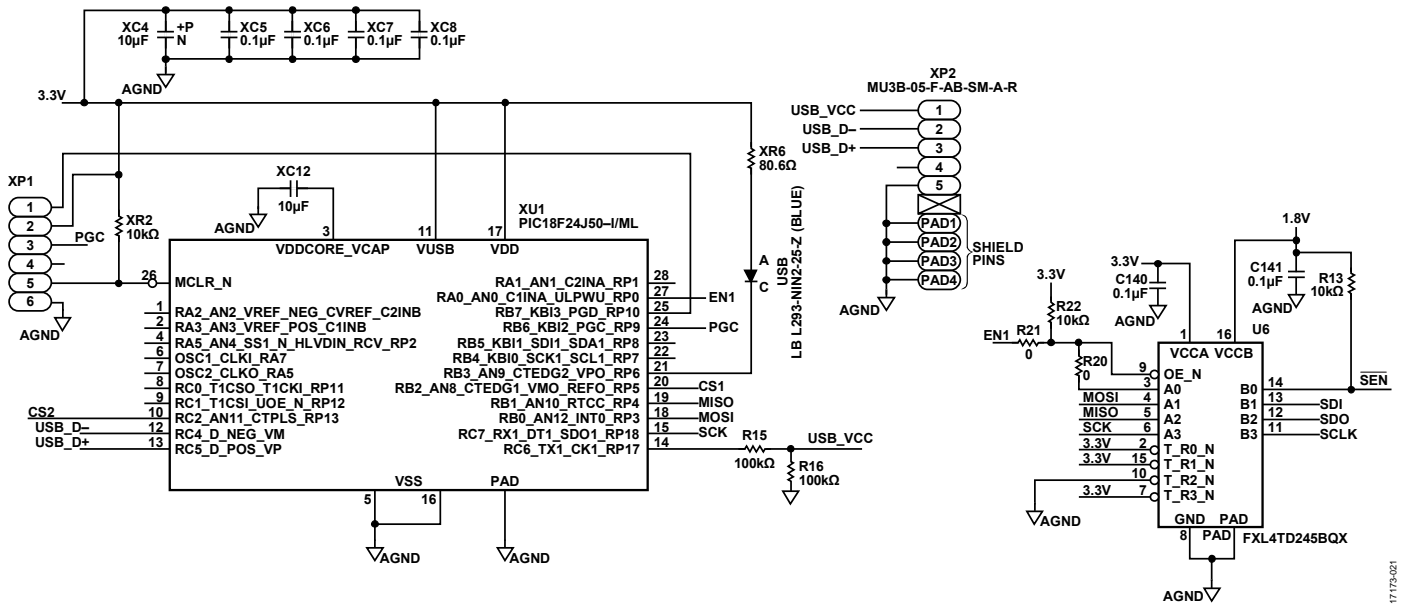 XC4
10µF
+P
N
XC5
0.1µF
XC6
0.1µF
XC7
0.1µF
XC8
0.1µF
AGND
3.3V
XP1
1
2
3
4
5
6
PGC
AGND
XR2
10kΩ
XC12
10µF
AGND
XU1
PIC18F24J50–I/ML
3
11
17
VDDCORE_VCAP
VUSB
VDD
26
MCLR_N
1
RA2_AN2_VREF_NEG_CVREF_C2INB
2
RA3_AN3_VREF_POS_C1INB
4
RA5_AN4_SS1_N_HLVDIN_RCV_RP2
6
OSC1_CLKI_RA7
7
OSC2_CLKO_RA5
8
RC0_T1CSO_T1CKI_RP11
9
RC1_T1CSI_UOE_N_RP12
CS2
10
RC2_AN11_CTPLS_RP13
USB_D–
12
RC4_D_NEG_VM
USB_D+
13
RC5_D_POS_VP
RA1_AN1_C2INA_RP1
28
RA0_AN0_C1INA_ULPWU_RP0
27
EN1
RB7_KBI3_PGD_RP10
25
RB6_KBI2_PGC_RP9
24
PGC
RB5_KBI1_SDI1_SDA1_RP8
23
RB4_KBI0_SCK1_SCL1_RP7
22
RB3_AN9_CTEDG2_VPO_RP6
21
RB2_AN8_CTEDG1_VMO_REFO_RP5
20
CS1
RB1_AN10_RTCC_RP4
19
MISO
RB0_AN12_INT0_RP3
18
MOSI
RC7_RX1_DT1_SDO1_RP18
15
SCK
RC6_TX1_CK1_RP17
14
VSS
PAD
5
16
AGND
AGND
XR6
80.6Ω
A
C
USB
LB L293-NIN2-25-Z (BLUE)
R15
100kΩ
USB_VCC
R16
100kΩ
XP2
MU3B-05-F-AB-SM-A-R
USB_VCC
1
USB_D–
2
USB_D+
3
4
5
PAD1
PAD2
PAD3
PAD4
SHIELD
PINS
AGND
1.8V
3.3V
C140
0.1µF
AGND
C141
0.1µF
AGND
R13
10kΩ
3.3V
R22
10kΩ
EN1
R21
0
R20
0
1
16
U6
VCCA
VCCB
9
OE_N
3
A0
MOSI
4
A1
MISO
5
A2
SCK
6
A3
3.3V
2
T_R0_N
3.3V
15
T_R1_N
10
T_R2_N
3.3V
7
T_R3_N
AGND
B0
14
SEN
B1
13
SDI
B2
12
SDO
B3
11
SCLK
GND
PAD
8
PAD
FXL4TD245BQX
AGND
17173-021